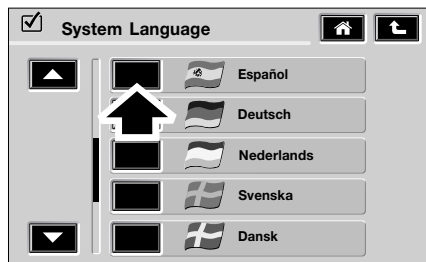 System Language
Español
Deutsch
Nederlands
Svenska
Dansk